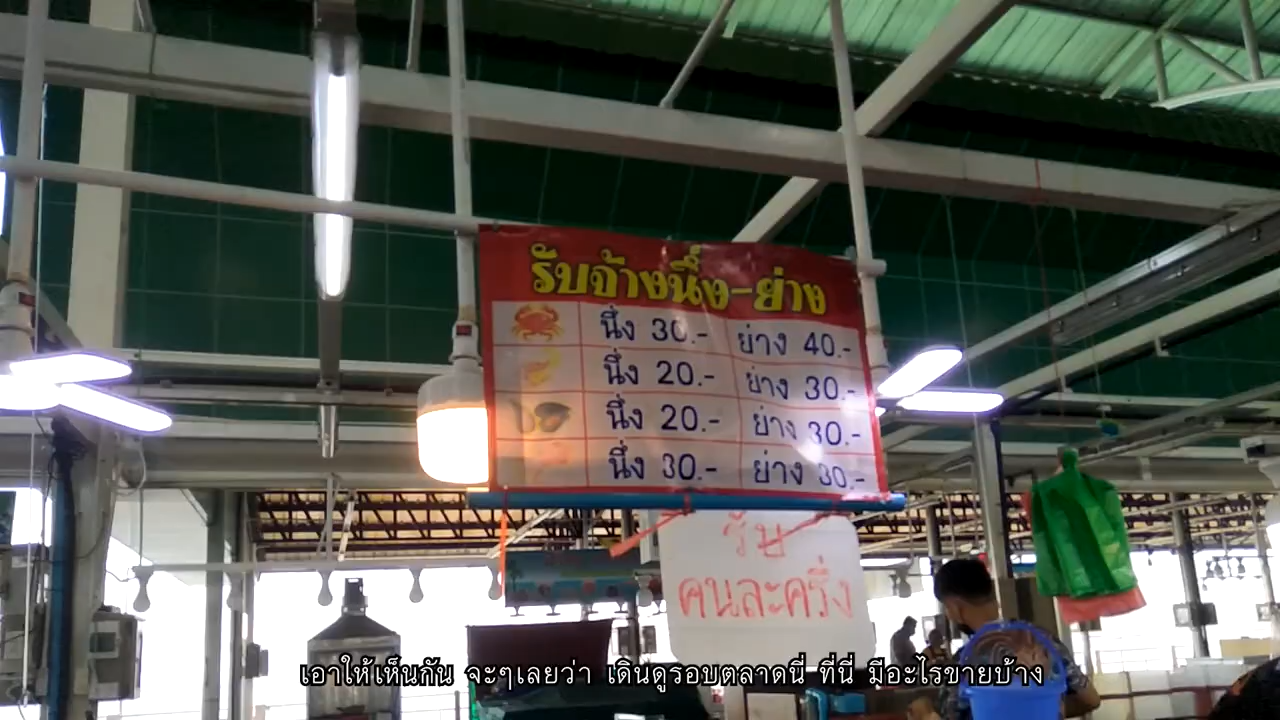 รับจ้างนึ่ง-ย่าง
นึ่ง 30.- ย่าง 40.-
นึ่ง 20.- ย่าง 30.-
นึ่ง 20.- ย่าง 30.-
นึ่ง 30.- ย่าง 30.-
คนละครึ่ง
เอาให้เห็นกัน จะๆเลยว่า เดินดูรอบตลาดนี่ ที่นี่ มีอะไรขายบ้าง